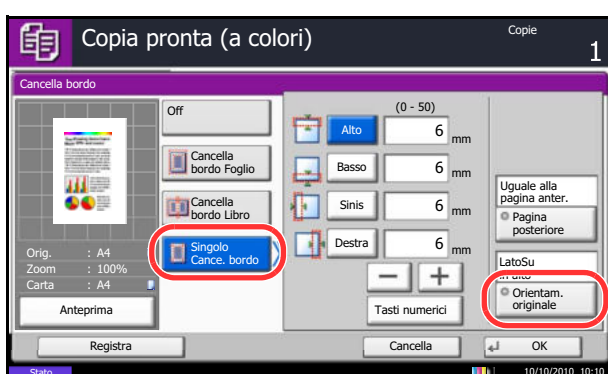 Copia pronta (a colori)
Copie
1
Cancella bordo
Off
Cancella
bordo Foglio
Cancella
bordo Libro
Singolo
Cance. bordo
(0 - 50)
Alto 6 mm
Basso 6 mm
Sinis 6 mm
Destra 6 mm
Tasti numerici
Uguale alla
pagina anter.
Pagina
posteriore
LatoSu
in alto
Orientam.
originale
Orig. : A4
Zoom : 100%
Carta : A4
Anteprima
Registra
Cancella
OK
Stato
10/10/2010 10:10